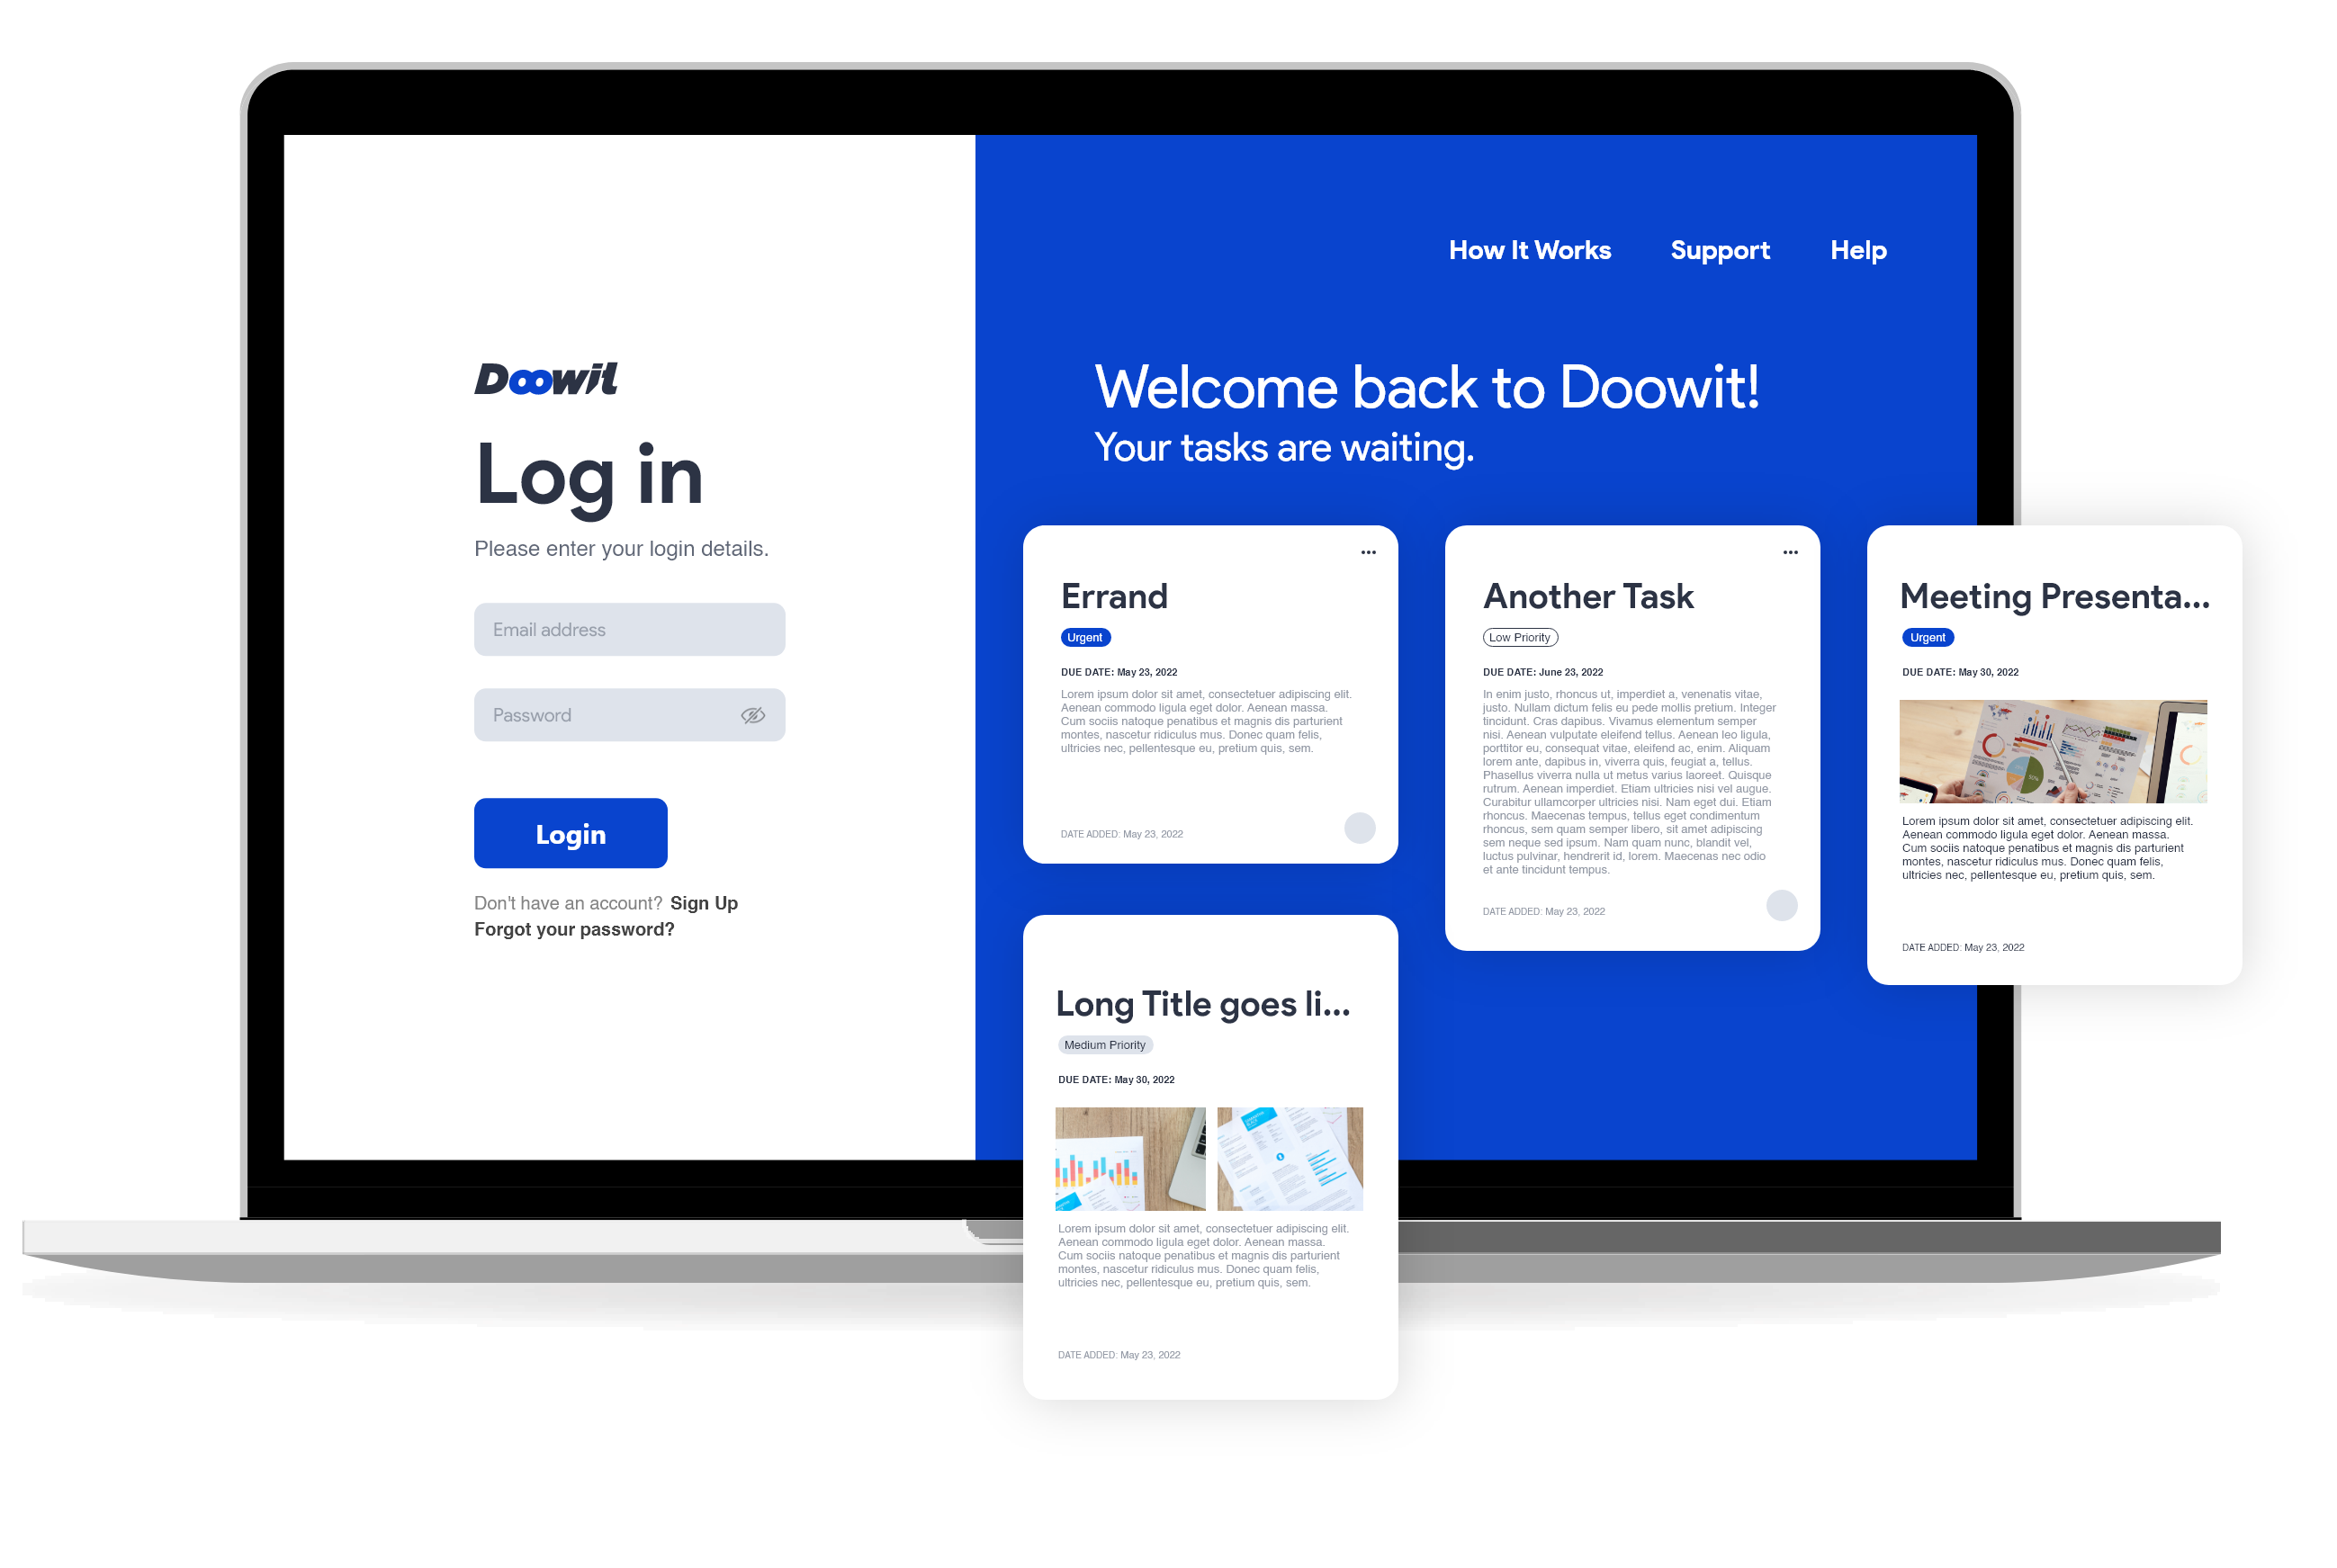 Doowit
Log in
Please enter your login details.
Email address
Password
Login
Don't have an account? Sign Up
Forgot your password?
How It Works
Support
Help
Welcome back to Doowit!
Your tasks are waiting.
Errand
Urgent
DUE DATE: May 23, 2022
Lorem ipsum dolor sit amet, consectetuer adipiscing elit.
Aenean commodo ligula eget dolor. Aenean massa.
Cum sociis natoque penatibus et magnis dis parturient
montes, nascetur ridiculus mus. Donec quam felis,
ultricies nec, pellentesque eu, pretium quis, sem.
DATE ADDED: May 23, 2022
Another Task
Low Priority
DUE DATE: June 23, 2022
In enim justo, rhoncus ut, imperdiet a, venenatis vitae,
justo. Nullam dictum felis eu pede mollis pretium. Integer
tincidunt. Cras dapibus. Vivamus elementum semper
nisi. Aenean vulputate eleifend tellus. Aenean leo ligula,
porttitor eu, consequat vitae, eleifend ac, enim. Aliquam
lorem ante, dapibus in, viverra quis, feugiat a, tellus.
Phasellus viverra nulla ut metus varius laoreet. Quisque
rutrum. Aenean imperdiet. Etiam ultricies nisi vel augue.
Curabitur ullamcorper ultricies nisi. Nam eget dui. Etiam
rhoncus. Maecenas tempus, tellus eget condimentum
rhoncus, sem quam semper libero, sit amet adipiscing
sem neque sed ipsum. Nam quam nunc, blandit vel,
luctus pulvinar, hendrerit id, lorem. Maecenas nec odio
et ante tincidunt tempus.
DATE ADDED: May 23, 2022
Meeting Presenta...
Urgent
DUE DATE: May 30, 2022
Lorem ipsum dolor sit amet, consectetuer adipiscing elit.
Aenean commodo ligula eget dolor. Aenean massa.
Cum sociis natoque penatibus et magnis dis parturient
montes, nascetur ridiculus mus. Donec quam felis,
ultricies nec, pellentesque eu, pretium quis, sem.
DATE ADDED: May 23, 2022
Long Title goes li...
Medium Priority
DUE DATE: May 30, 2022
Lorem ipsum dolor sit amet, consectetuer adipiscing elit.
Aenean commodo ligula eget dolor. Aenean massa.
Cum sociis natoque penatibus et magnis dis parturient
montes, nascetur ridiculus mus. Donec quam felis,
ultricies nec, pellentesque eu, pretium quis, sem.
DATE ADDED: May 23, 2022